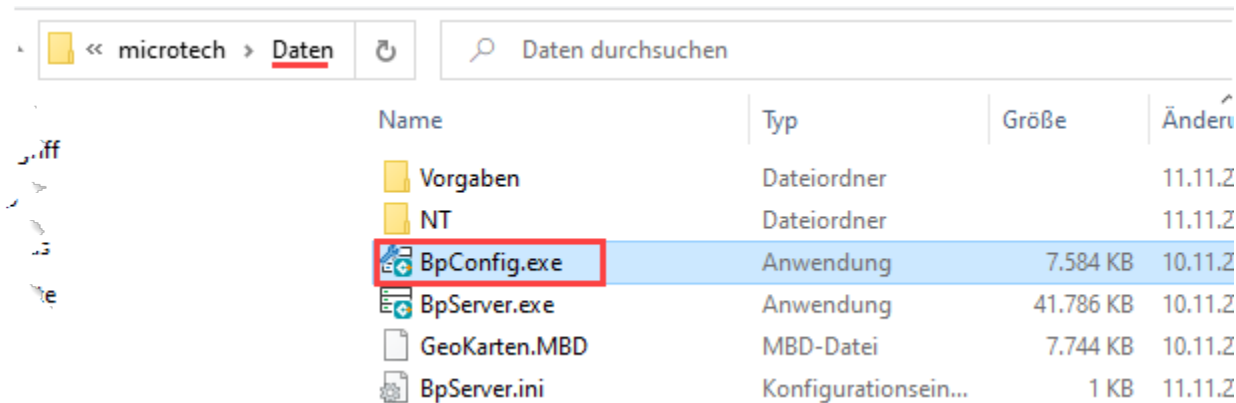 « microtech > Daten Daten durchsuchen
Name Typ Größe Änderu
Vorgaben Dateiordner 11.11.2
NT Dateiordner 11.11.2
BpConfig.exe Anwendung 7.584 KB 10.11.2
BpServer.exe Anwendung 41.786 KB 10.11.2
GeoKarten.MBD MBD-Datei 7.744 KB 10.11.2
BpServer.ini Konfigurationsein... 1 KB 11.11.2